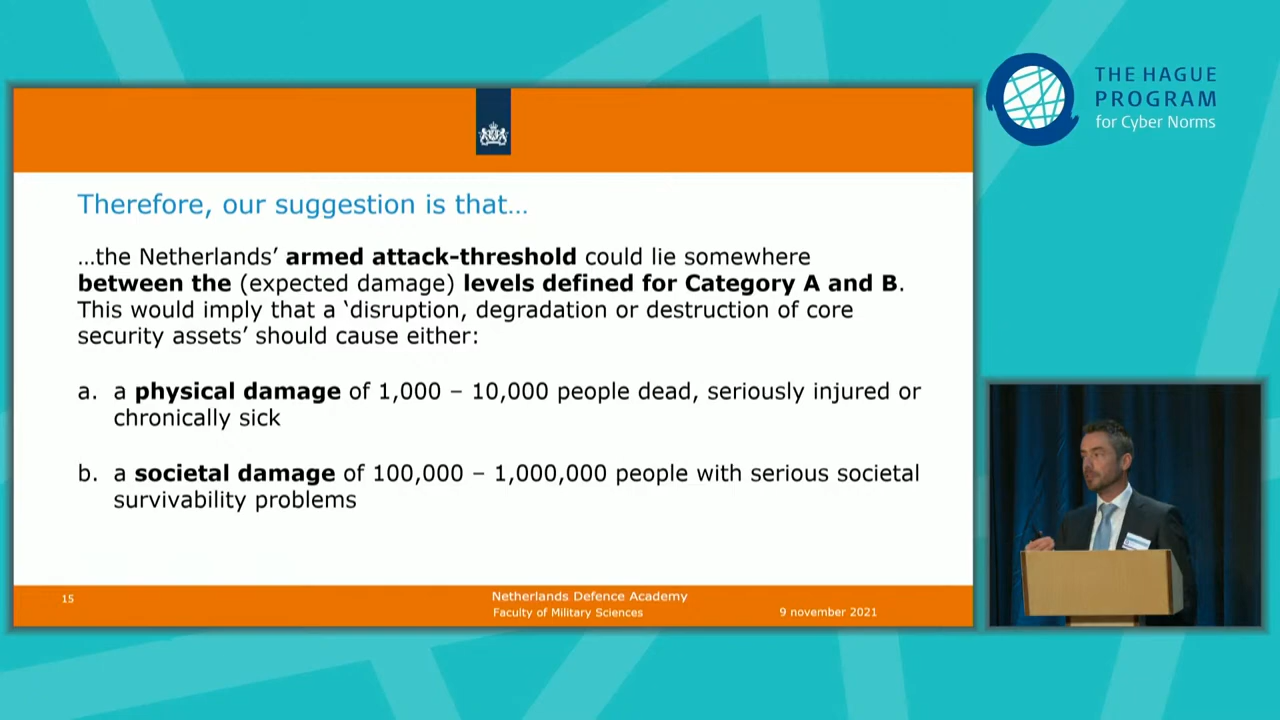 THE HAGUE
PROGRAM
for Cyber Norms
Therefore, our suggestion is that…
…the Netherlands’ armed attack-threshold could lie somewhere
between the (expected damage) levels defined for Category A and B.
This would imply that a ‘disruption, degradation or destruction of core
security assets’ should cause either:
a. a physical damage of 1,000 – 10,000 people dead, seriously injured or
chronically sick
b. a societal damage of 100,000 – 1,000,000 people with serious societal
survivability problems
15
Netherlands Defence Academy
Faculty of Military Sciences
9 november 2021